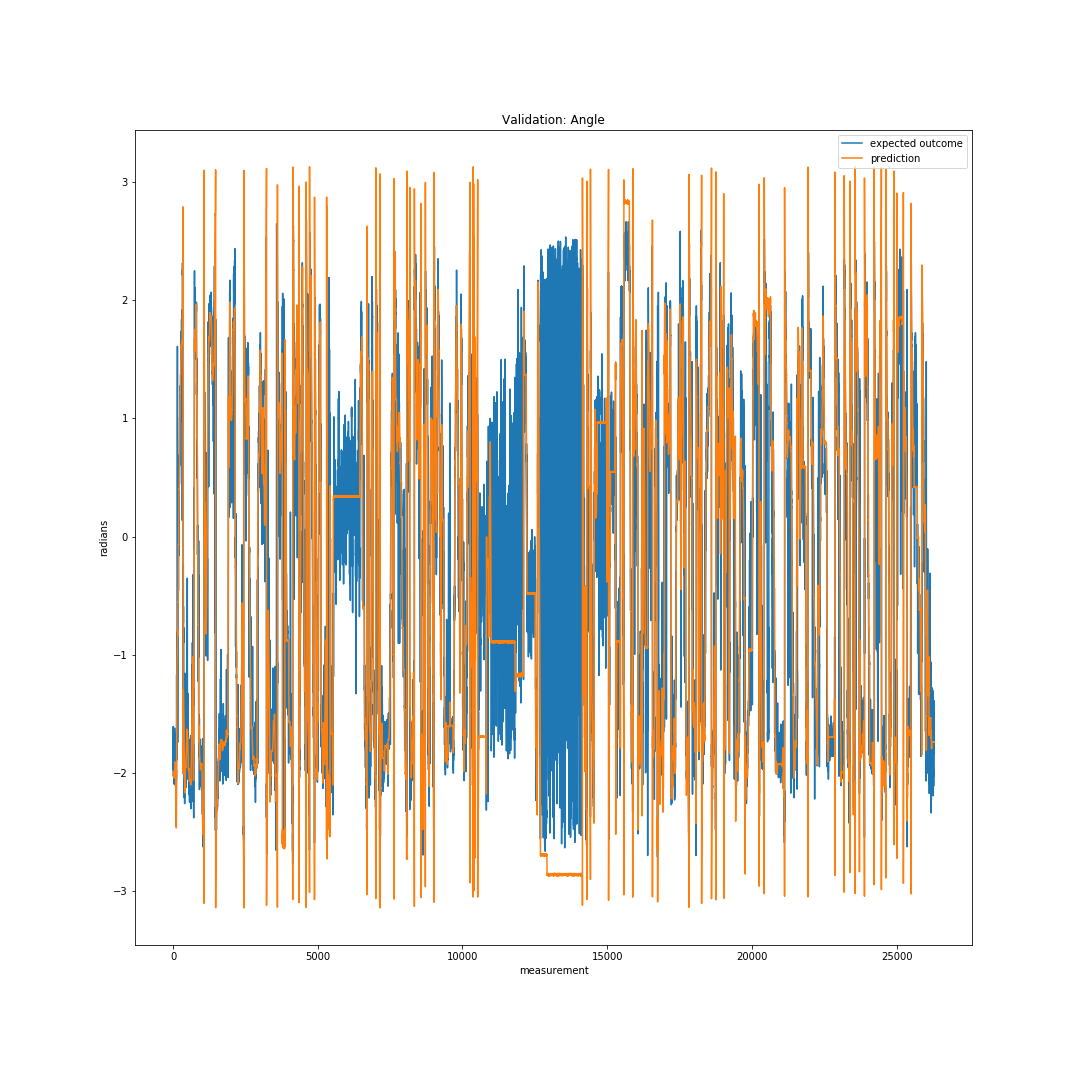 Validation: Angle
expected outcome
prediction
3
2
1
0
−1
−2
−3
radians
0 5000 10000 15000 20000 25000
measurement